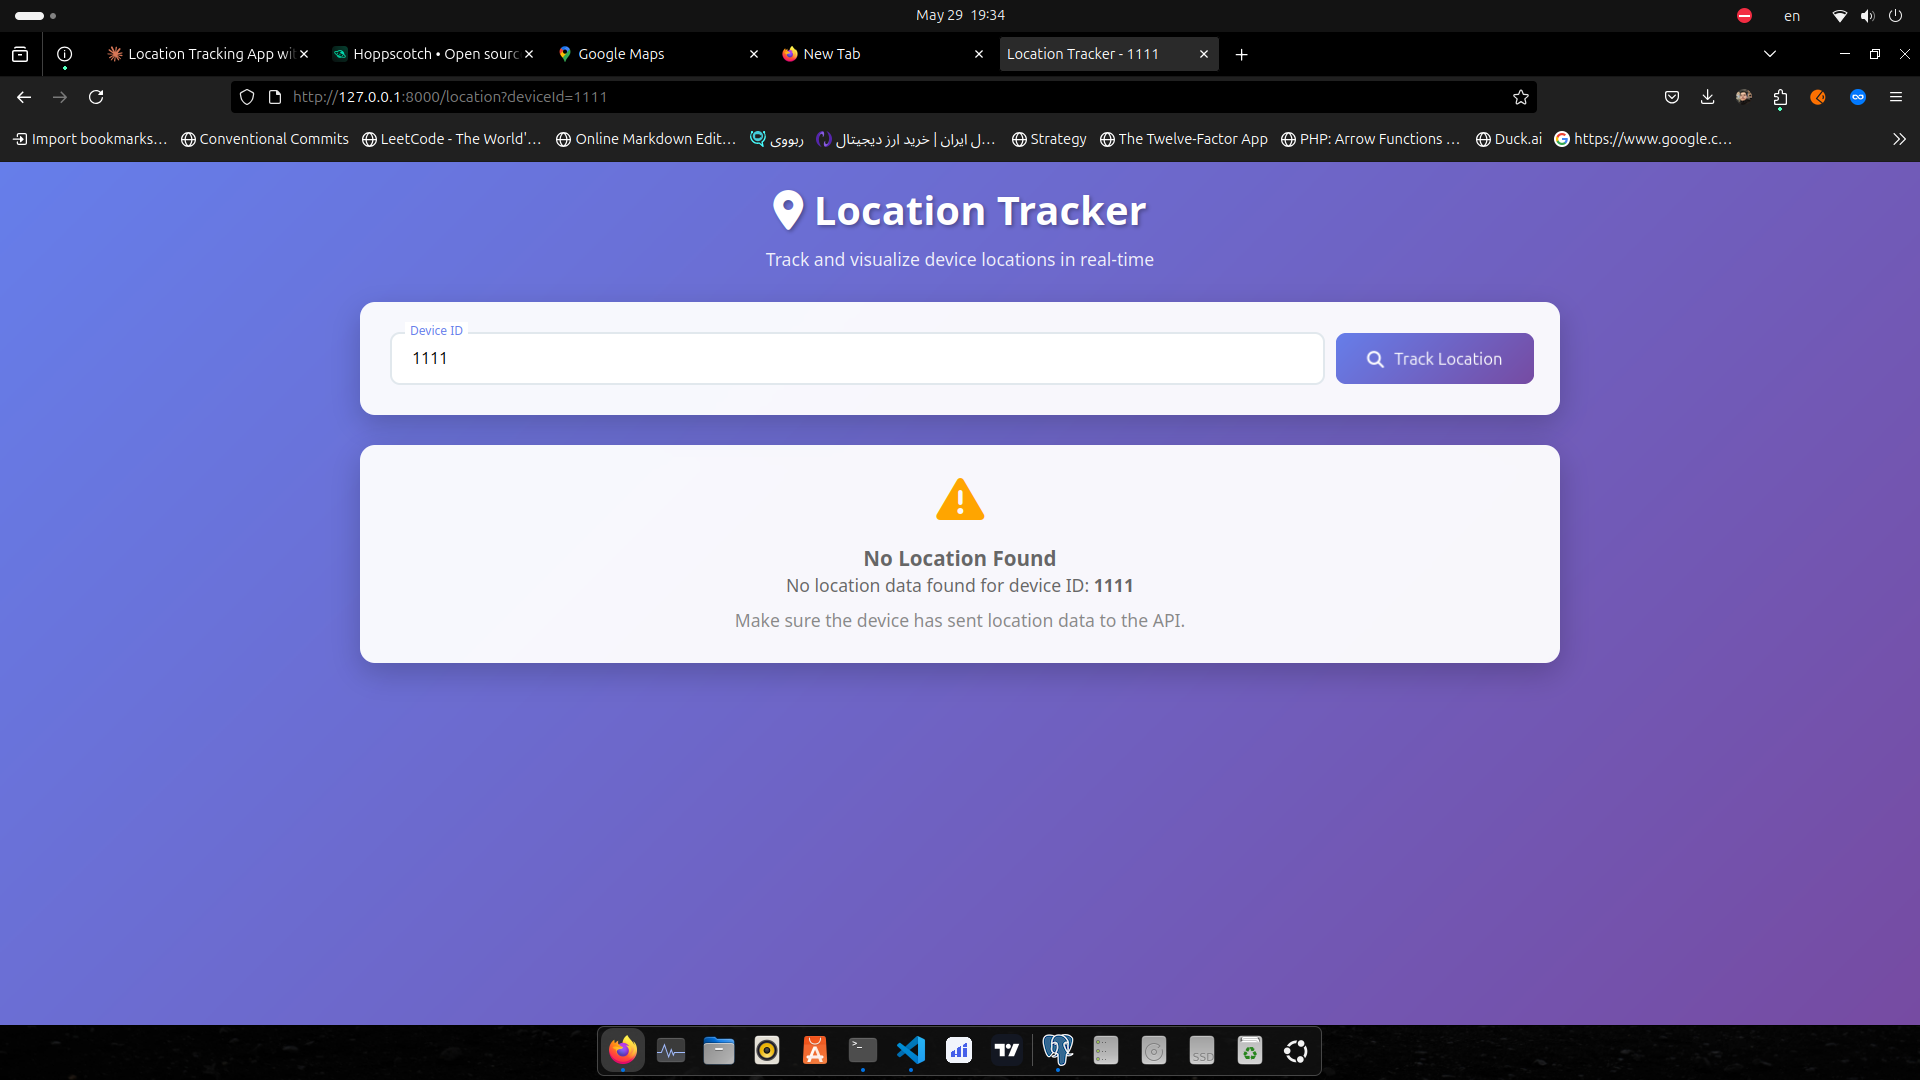 May 29 19:34
en
Location Tracking App wi
Hoppscotch • Open sourc
Google Maps
New Tab
Location Tracker - 1111
http://127.0.0.1:8000/location?deviceId=1111
Import bookmarks…
Conventional Commits
LeetCode - The World'…
Online Markdown Edit…
ربووی
…ل ایران | خرید ارز دیجیتال
Strategy
The Twelve-Factor App
PHP: Arrow Functions …
Duck.ai
https://www.google.c…
Location Tracker
Track and visualize device locations in real-time
Device ID
1111
Track Location
No Location Found
No location data found for device ID: 1111
Make sure the device has sent location data to the API.
SSD